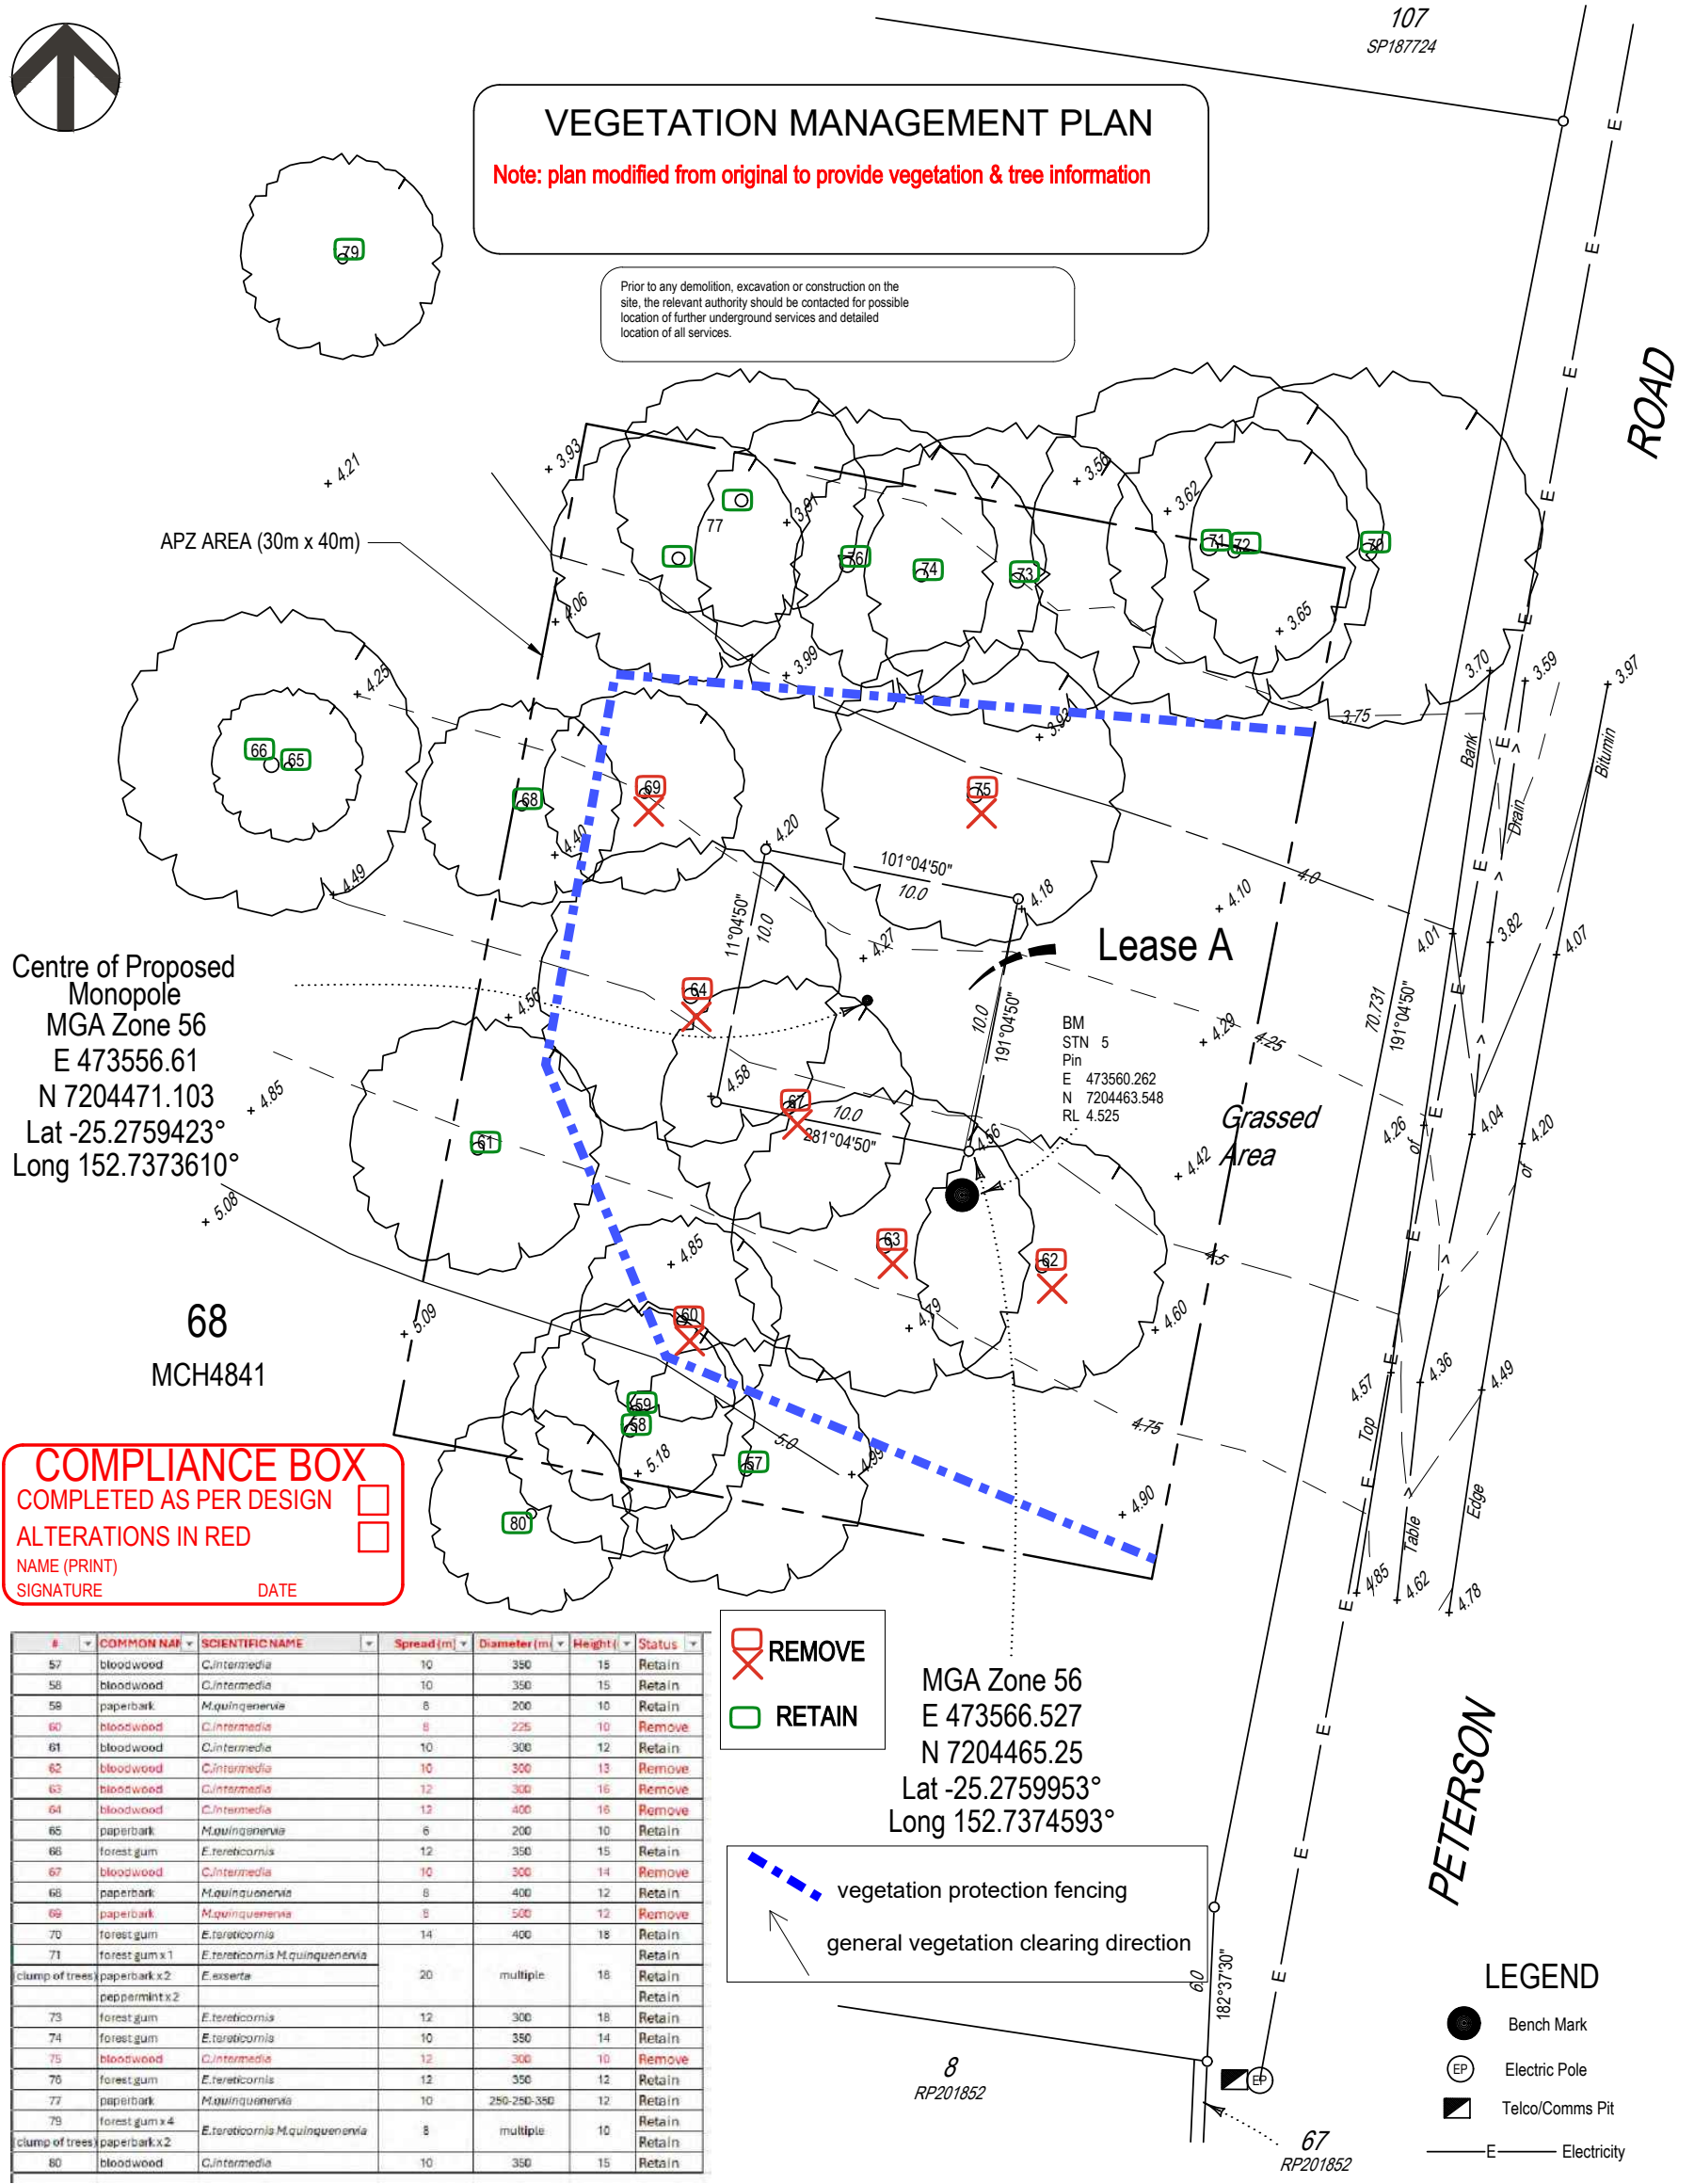 107
SP187724
VEGETATION MANAGEMENT PLAN
Note: plan modified from original to provide vegetation & tree information
Prior to any demolition, excavation or construction on the
site, the relevant authority should be contacted for possible
location of further underground services and detailed
location of all services.
79
ROAD
APZ AREA (30m x 40m)
+ 4.21
+ 3.93
+ 3.91
+ 3.56
+ 3.62
77
76
74
73
71
72
70
+ 4.06
+ 3.99
+ 3.65
+ 4.25
+ 3.93
3.75
3.70
3.59
3.97
Bank
Drain
Bitumin
66
65
68
69
75
+ 4.40
+ 4.20
101°04'50"
10.0
+ 4.18
4.0
+ 4.10
+ 4.49
11°04'50"
10.0
+ 4.27
Lease A
4.01
3.82
4.07
Centre of Proposed
Monopole
MGA Zone 56
E 473556.61
N 7204471.103
Lat -25.2759423°
Long 152.7373610°
+ 4.56
64
10.0
191°04'50"
BM
STN 5
Pin
E 473560.262
N 7204463.548
RL 4.525
+ 4.29
4.25
70.731
191°04'50"
+ 4.85
+ 4.58
67
10.0
281°04'50"
4.56
Grassed
Area
+ 4.42
4.26
of
4.04
4.20
of
61
+ 5.08
+ 4.85
63
62
4.5
+ 4.79
+ 4.60
68
MCH4841
+ 5.09
60
59
58
57
5.0
+ 5.18
+ 4.99
4.75
+ 4.90
4.57
4.36
4.49
Top
Table
Edge
80
4.85
4.62
4.78
COMPLIANCE BOX
COMPLETED AS PER DESIGN
ALTERATIONS IN RED
NAME (PRINT)
SIGNATURE DATE
# COMMON NAM SCIENTIFIC NAME Spread (m) Diameter (m Height ( Status
57 bloodwood C.intermedia 10 350 15 Retain
58 bloodwood C.intermedia 10 350 15 Retain
59 paperbark M.quinqenervia 8 200 10 Retain
60 bloodwood C.intermedia 8 225 10 Remove
61 bloodwood C.intermedia 10 300 12 Retain
62 bloodwood C.intermedia 10 300 13 Remove
63 bloodwood C.intermedia 12 300 16 Remove
64 bloodwood C.intermedia 12 400 16 Remove
65 paperbark M.quinqenervia 6 200 10 Retain
66 forest gum E.tereticornis 12 350 15 Retain
67 bloodwood C.intermedia 10 300 14 Remove
68 paperbark M.quinquenervia 8 400 12 Retain
69 paperbark M.quinquenervia 8 500 12 Remove
70 forest gum E.tereticornis 14 400 18 Retain
71 forest gum x 1 E.tereticornis M.quinquenervia Retain
(clump of trees) paperbark x 2 E.exserta 20 multiple 18 Retain
peppermint x 2 Retain
73 forest gum E.tereticornis 12 300 18 Retain
74 forest gum E.tereticornis 10 350 14 Retain
75 bloodwood C.intermedia 12 300 10 Remove
76 forest gum E.tereticornis 12 350 12 Retain
77 paperbark M.quinquenervia 10 250-250-350 12 Retain
79 forest gum x 4 E.tereticornis M.quinquenervia 8 multiple 10 Retain
(clump of trees) paperbark x 2 Retain
80 bloodwood C.intermedia 10 350 15 Retain
REMOVE
RETAIN
MGA Zone 56
E 473566.527
N 7204465.25
Lat -25.2759953°
Long 152.7374593°
vegetation protection fencing
general vegetation clearing direction
PETERSON
6.0
182°37'30"
8
RP201852
67
RP201852
EP
LEGEND
Bench Mark
EP Electric Pole
Telco/Comms Pit
E Electricity